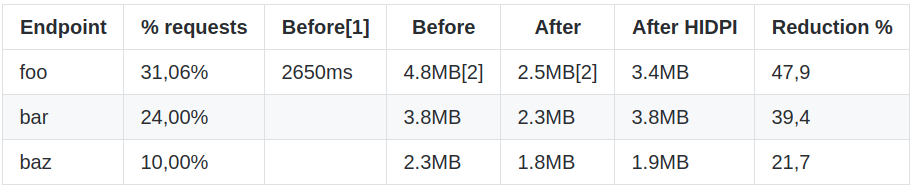 Endpoint % requests Before[1] Before After After HIDPI Reduction %
foo 31,06% 2650ms 4.8MB[2] 2.5MB[2] 3.4MB 47,9
bar 24,00% 3.8MB 2.3MB 3.8MB 39,4
baz 10,00% 2.3MB 1.8MB 1.9MB 21,7